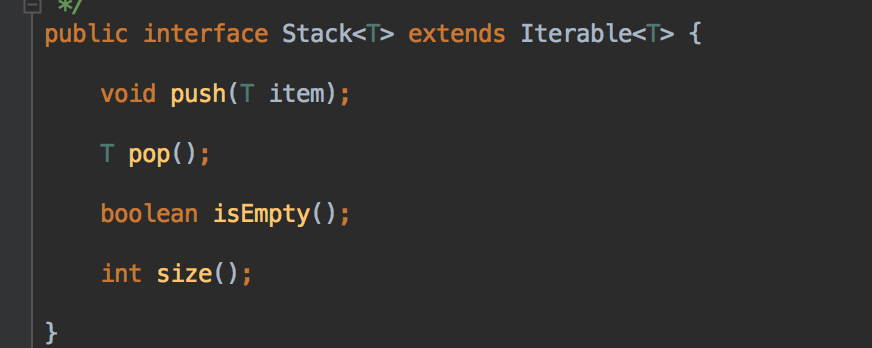 */
public interface Stack<T> extends Iterable<T> {
void push(T item);
T pop();
boolean isEmpty();
int size();
}